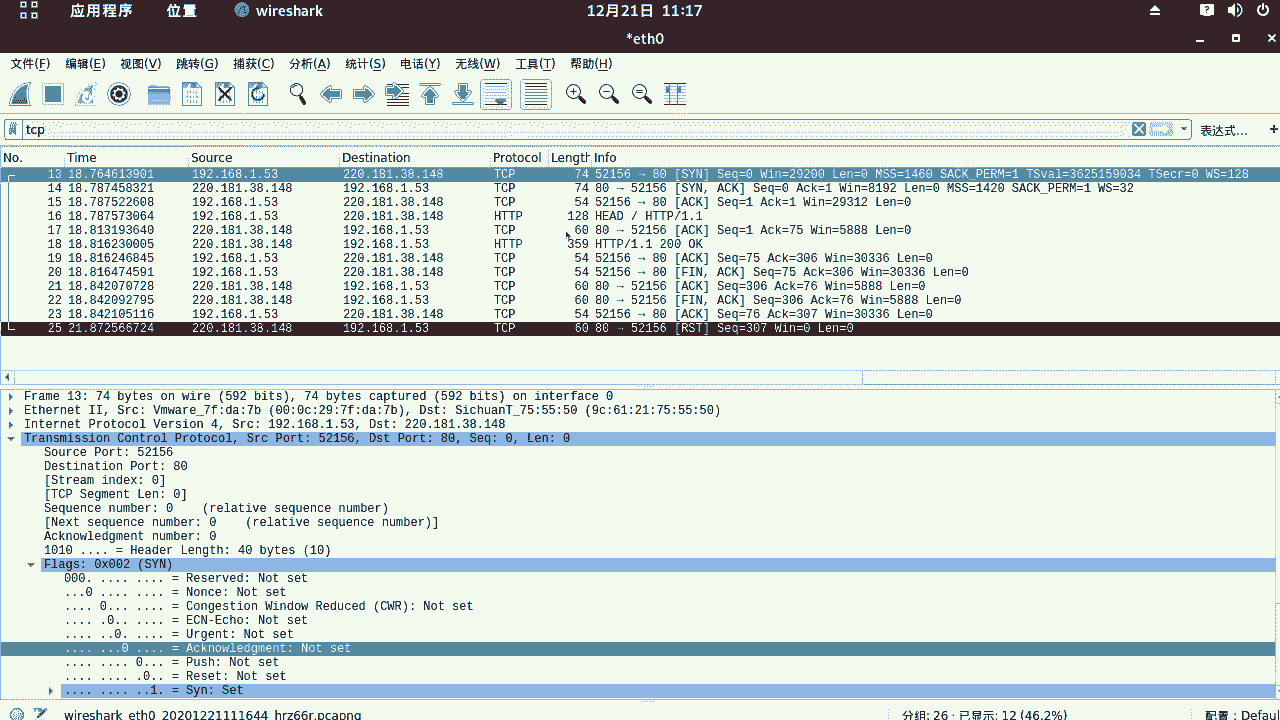 应用程序 位置 wireshark 12月21日 11:17
*eth0
文件(F) 编辑(E) 视图(V) 跳转(G) 捕获(C) 分析(A) 统计(S) 电话(Y) 无线(W) 工具(T) 帮助(H)
tcp 表达式… +
No. Time Source Destination Protocol Length Info
13 18.764613901 192.168.1.53 220.181.38.148 TCP 74 52156 → 80 [SYN] Seq=0 Win=29200 Len=0 MSS=1460 SACK_PERM=1 TSval=3625159034 TSecr=0 WS=128
14 18.787458321 220.181.38.148 192.168.1.53 TCP 74 80 → 52156 [SYN, ACK] Seq=0 Ack=1 Win=8192 Len=0 MSS=1420 SACK_PERM=1 WS=32
15 18.787522608 192.168.1.53 220.181.38.148 TCP 54 52156 → 80 [ACK] Seq=1 Ack=1 Win=29312 Len=0
16 18.787573064 192.168.1.53 220.181.38.148 HTTP 128 HEAD / HTTP/1.1
17 18.813193640 220.181.38.148 192.168.1.53 TCP 60 80 → 52156 [ACK] Seq=1 Ack=75 Win=5888 Len=0
18 18.816230005 220.181.38.148 192.168.1.53 HTTP 359 HTTP/1.1 200 OK
19 18.816246845 192.168.1.53 220.181.38.148 TCP 54 52156 → 80 [ACK] Seq=75 Ack=306 Win=30336 Len=0
20 18.816474591 192.168.1.53 220.181.38.148 TCP 54 52156 → 80 [FIN, ACK] Seq=75 Ack=306 Win=30336 Len=0
21 18.842070728 220.181.38.148 192.168.1.53 TCP 60 80 → 52156 [ACK] Seq=306 Ack=76 Win=5888 Len=0
22 18.842092795 220.181.38.148 192.168.1.53 TCP 60 80 → 52156 [FIN, ACK] Seq=306 Ack=76 Win=5888 Len=0
23 18.842105116 192.168.1.53 220.181.38.148 TCP 54 52156 → 80 [ACK] Seq=76 Ack=307 Win=30336 Len=0
25 21.872566724 220.181.38.148 192.168.1.53 TCP 60 80 → 52156 [RST] Seq=307 Win=0 Len=0
Frame 13: 74 bytes on wire (592 bits), 74 bytes captured (592 bits) on interface 0
Ethernet II, Src: Vmware_7f:da:7b (00:0c:29:7f:da:7b), Dst: SichuanT_75:55:50 (9c:61:21:75:55:50)
Internet Protocol Version 4, Src: 192.168.1.53, Dst: 220.181.38.148
Transmission Control Protocol, Src Port: 52156, Dst Port: 80, Seq: 0, Len: 0
Source Port: 52156
Destination Port: 80
[Stream index: 0]
[TCP Segment Len: 0]
Sequence number: 0 (relative sequence number)
[Next sequence number: 0 (relative sequence number)]
Acknowledgment number: 0
1010 .... = Header Length: 40 bytes (10)
Flags: 0x002 (SYN)
000. .... .... = Reserved: Not set
...0 .... .... = Nonce: Not set
.... 0... .... = Congestion Window Reduced (CWR): Not set
.... .0.. .... = ECN-Echo: Not set
.... ..0. .... = Urgent: Not set
.... ...0 .... = Acknowledgment: Not set
.... .... 0... = Push: Not set
.... .... .0.. = Reset: Not set
.... .... ..1. = Syn: Set
wireshark_eth0_20201221111644_hrz66r.pcapng 分组: 26 · 已显示: 12 (46.2%) 配置: Defaul